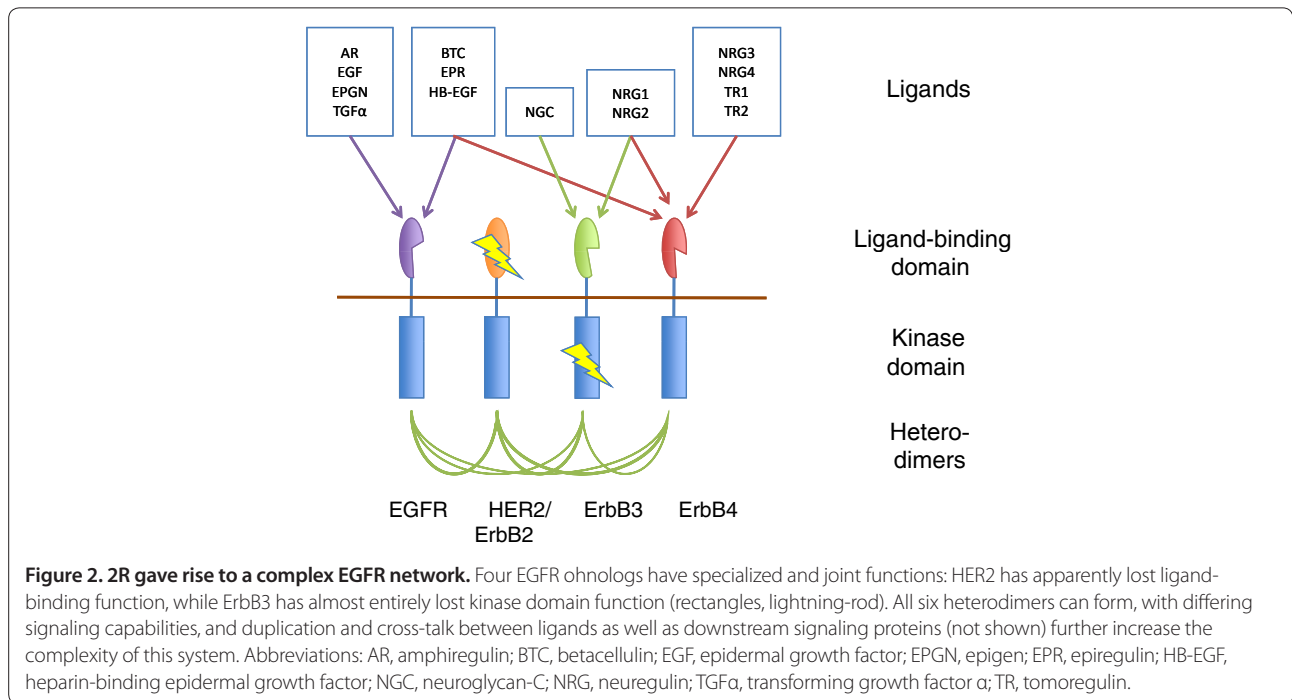 AR
EGF
EPGN
TGFα
BTC
EPR
HB-EGF
NGC
NRG1
NRG2
NRG3
NRG4
TR1
TR2
Ligands
Ligand-binding
domain
Kinase
domain
Hetero-
dimers
EGFR
HER2/
ErbB2
ErbB3
ErbB4
Figure 2. 2R gave rise to a complex EGFR network. Four EGFR ohnologs have specialized and joint functions: HER2 has apparently lost ligand-
binding function, while ErbB3 has almost entirely lost kinase domain function (rectangles, lightning-rod). All six heterodimers can form, with differing
signaling capabilities, and duplication and cross-talk between ligands as well as downstream signaling proteins (not shown) further increase the
complexity of this system. Abbreviations: AR, amphiregulin; BTC, betacellulin; EGF, epidermal growth factor; EPGN, epigen; EPR, epiregulin; HB-EGF,
heparin-binding epidermal growth factor; NGC, neuroglycan-C; NRG, neuregulin; TGFα, transforming growth factor α; TR, tomoregulin.